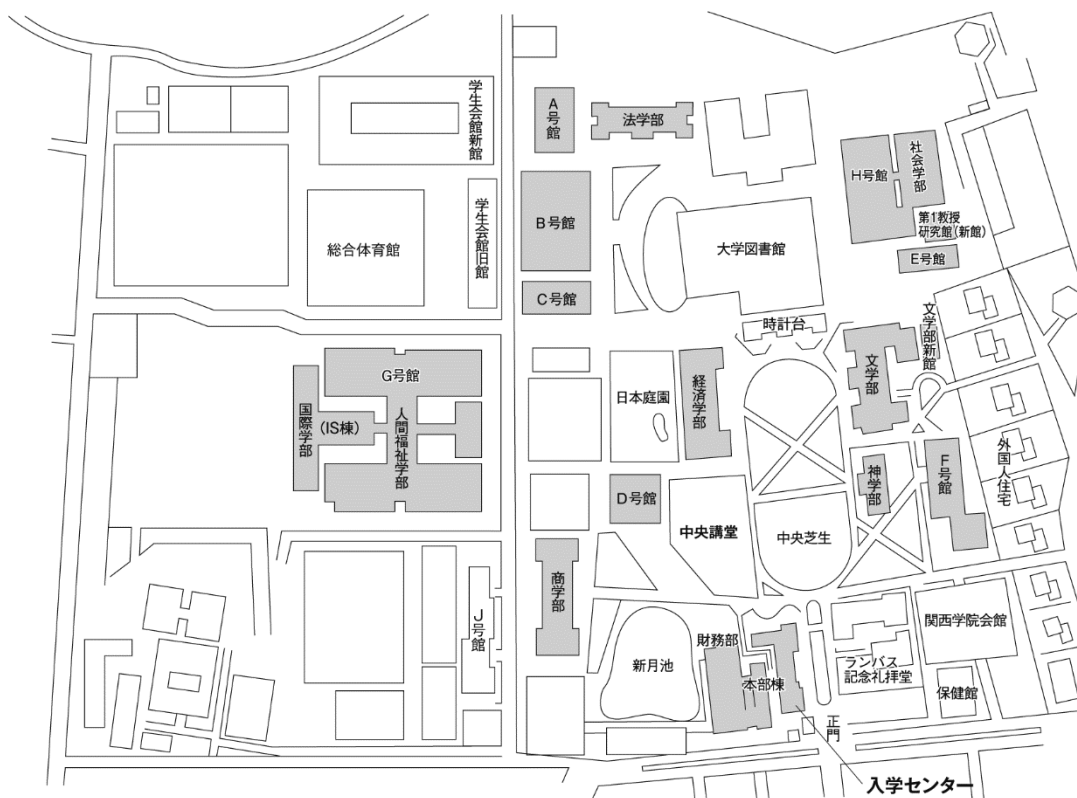 学生会館新館
A号館
法学部
学生会館旧館
総合体育館
B号館
大学図書館
H号館
社会学部
第1教授
研究館(新館)
E号館
C号館
時計台
文学部
文学部新館
G号館
国際学部
(IS棟)
人間福祉学部
日本庭園
経済学部
神学部
F号館
外国人住宅
D号館
中央講堂
中央芝生
商学部
J号館
新月池
財務部
本部棟
ランバス
記念礼拝堂
関西学院会館
保健館
正門
入学センター